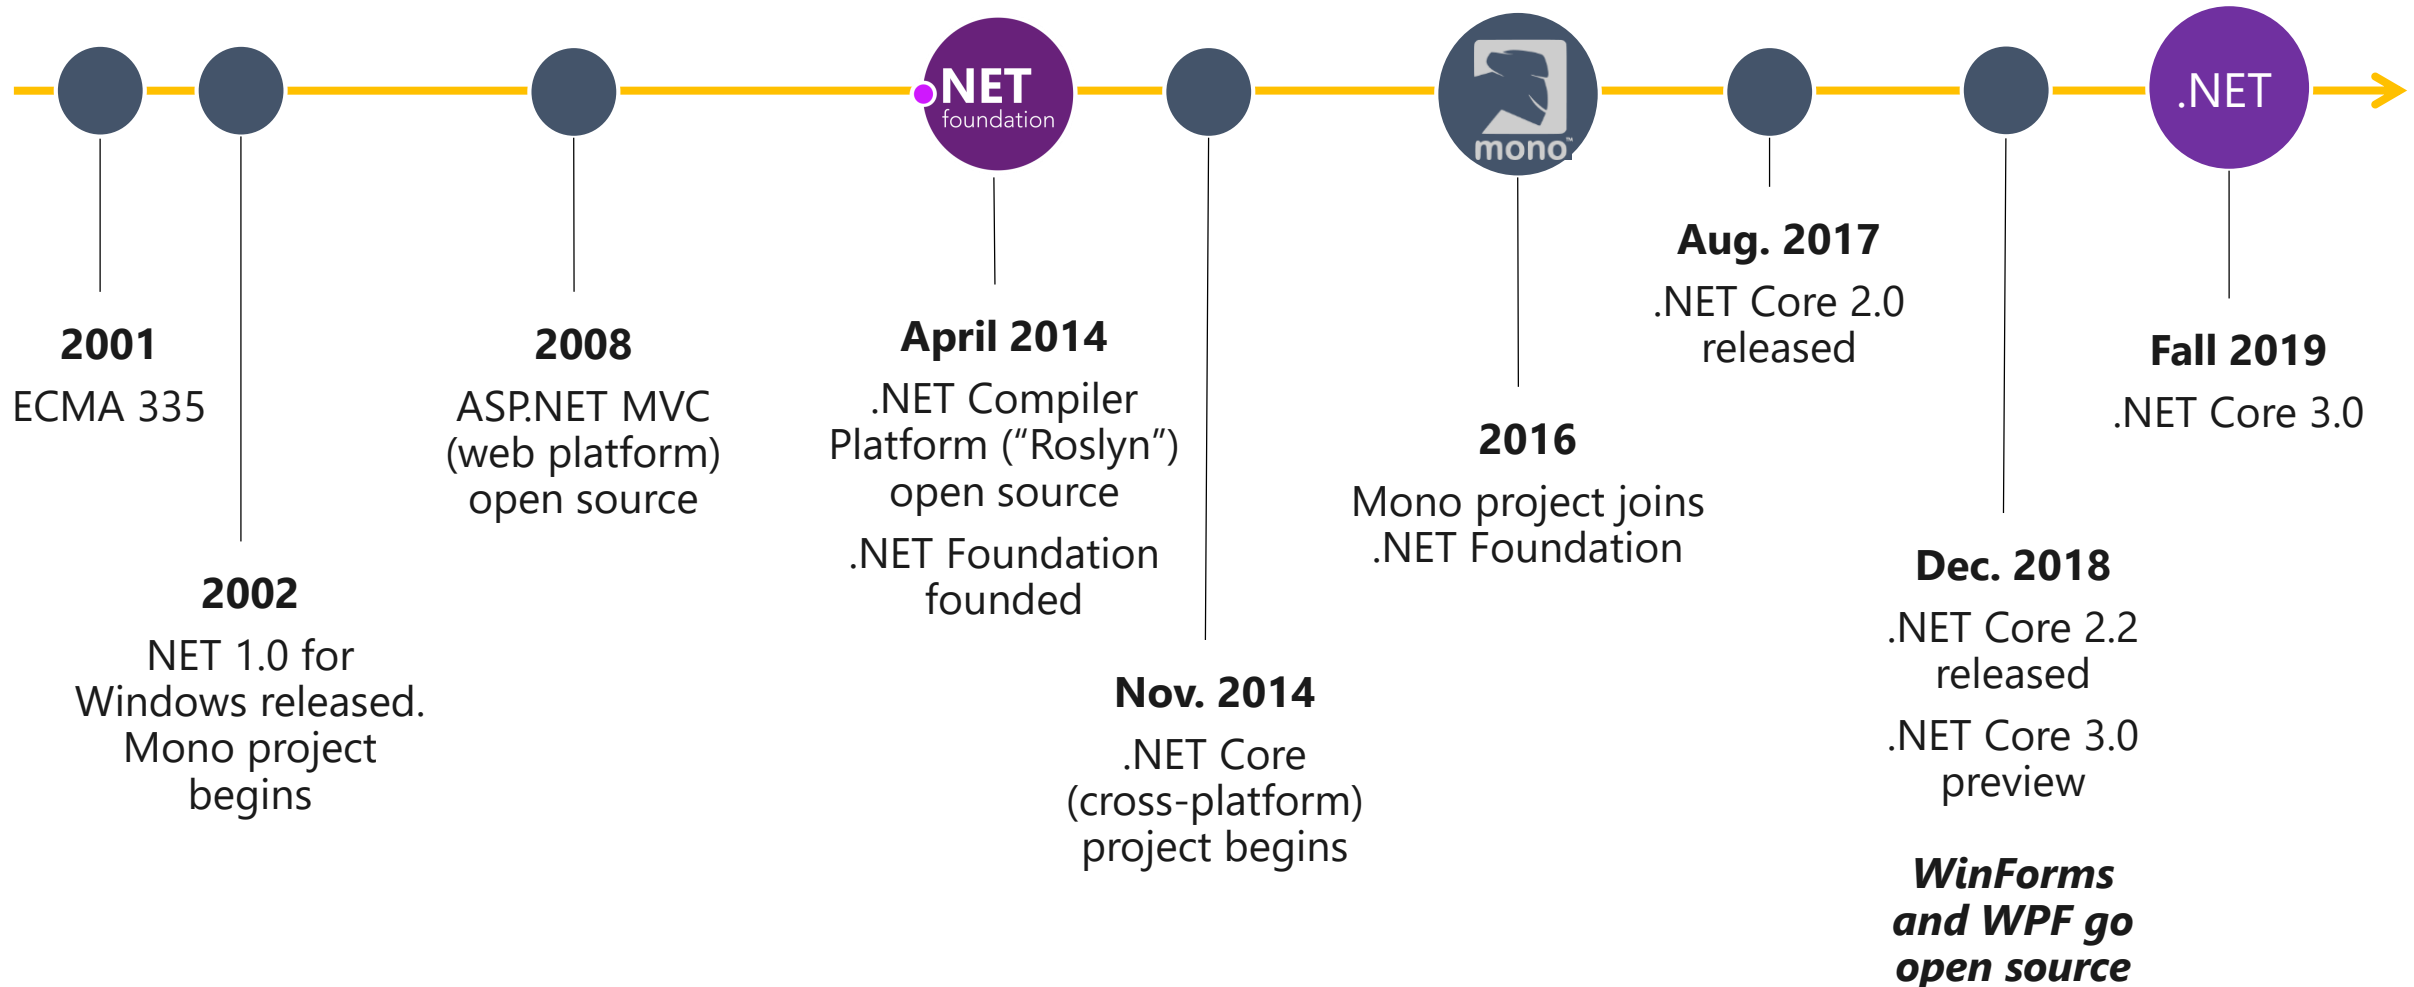 .NET
foundation
mono™
.NET
2001
ECMA 335
2002
NET 1.0 for
Windows released.
Mono project
begins
2008
ASP.NET MVC
(web platform)
open source
April 2014
.NET Compiler
Platform (“Roslyn”)
open source
.NET Foundation
founded
Nov. 2014
.NET Core
(cross-platform)
project begins
2016
Mono project joins
.NET Foundation
Aug. 2017
.NET Core 2.0
released
Dec. 2018
.NET Core 2.2
released
.NET Core 3.0
preview
WinForms
and WPF go
open source
Fall 2019
.NET Core 3.0